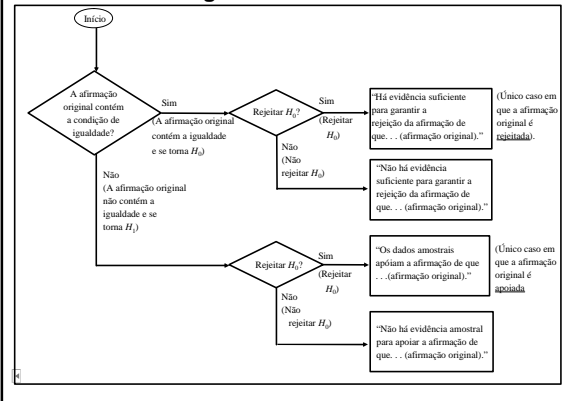 Início
A afirmação
original contém
a condição de
igualdade?
Sim
(A afirmação original
contém a igualdade
e se torna H0)
Rejeitar H0?
Sim
(Rejeitar
H0)
“Há evidência suficiente
para garantir a
rejeição da afirmação de
que. . . (afirmação original).”
(Único caso em
que a afirmação
original é
rejeitada).
Não
(Não
rejeitar H0)
“Não há evidência
suficiente para garantir a
rejeição da afirmação de
que. . . (afirmação original).”
Não
(A afirmação original
não contém a
igualdade e se
torna H1)
Rejeitar H0?
Sim
(Rejeitar
H0)
“Os dados amostrais
apóiam a afirmação de que
. . .(afirmação original).”
(Único caso em
que a afirmação
original é
apoiada
Não
(Não
rejeitar H0)
“Não há evidência amostral
para apoiar a afirmação de
que. . . (afirmação original).”